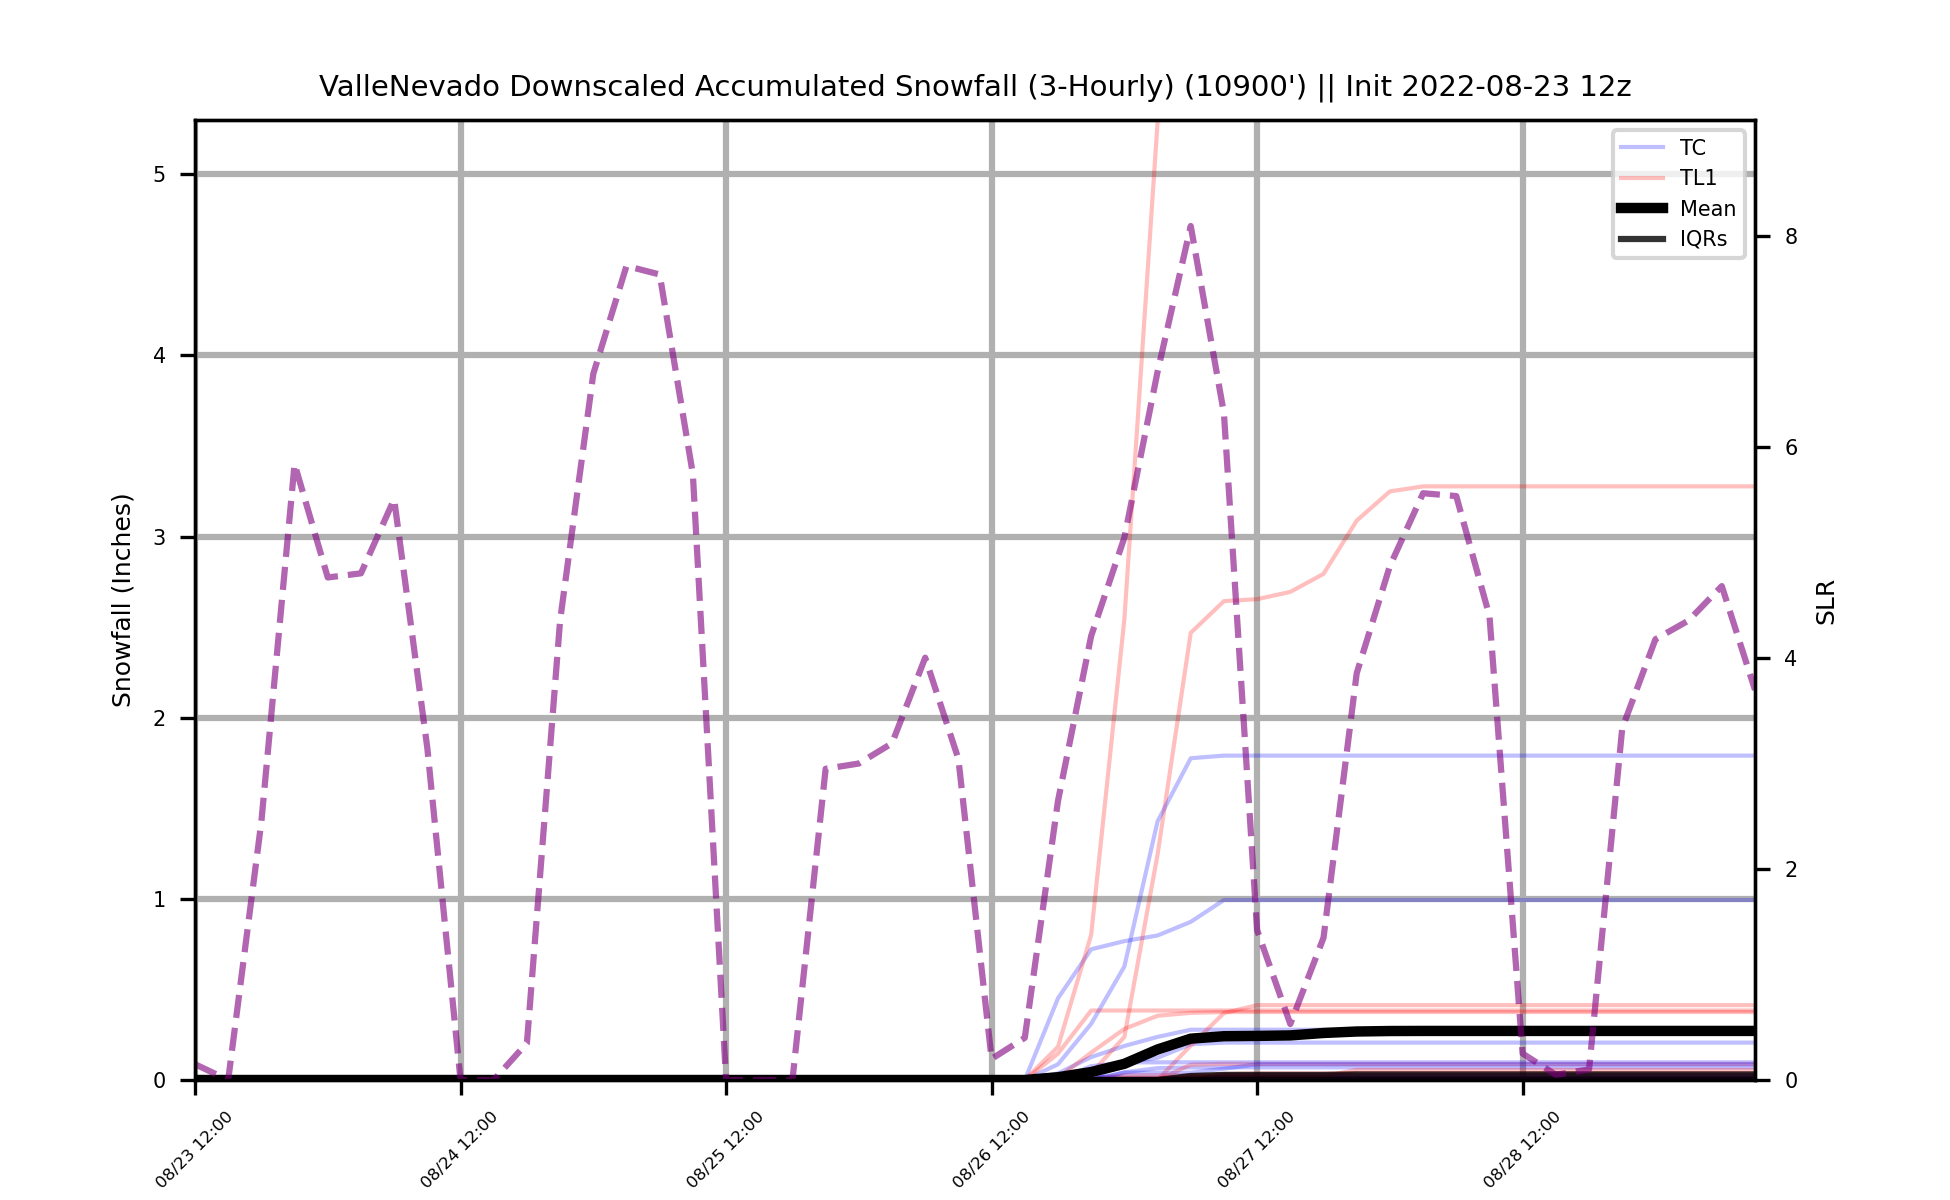 ValleNevado Downscaled Accumulated Snowfall (3-Hourly) (10900') || Init 2022-08-23 12z
TC
TL1
Mean
IQRs
Snowfall (Inches)
5
4
3
2
1
0
SLR
8
6
4
2
0
08/23 12:00
08/24 12:00
08/25 12:00
08/26 12:00
08/27 12:00
08/28 12:00